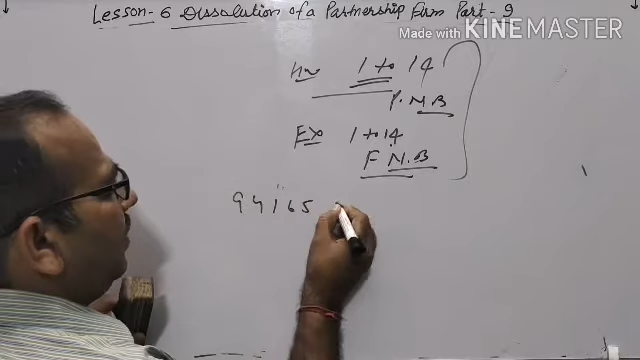 Lesson- 6 Dissolution of a Partnership Firm Part - 9
Made with KINEMASTER
Hw 1 to 14
P.N.B
Ex 1 to 14
F N.B
94165